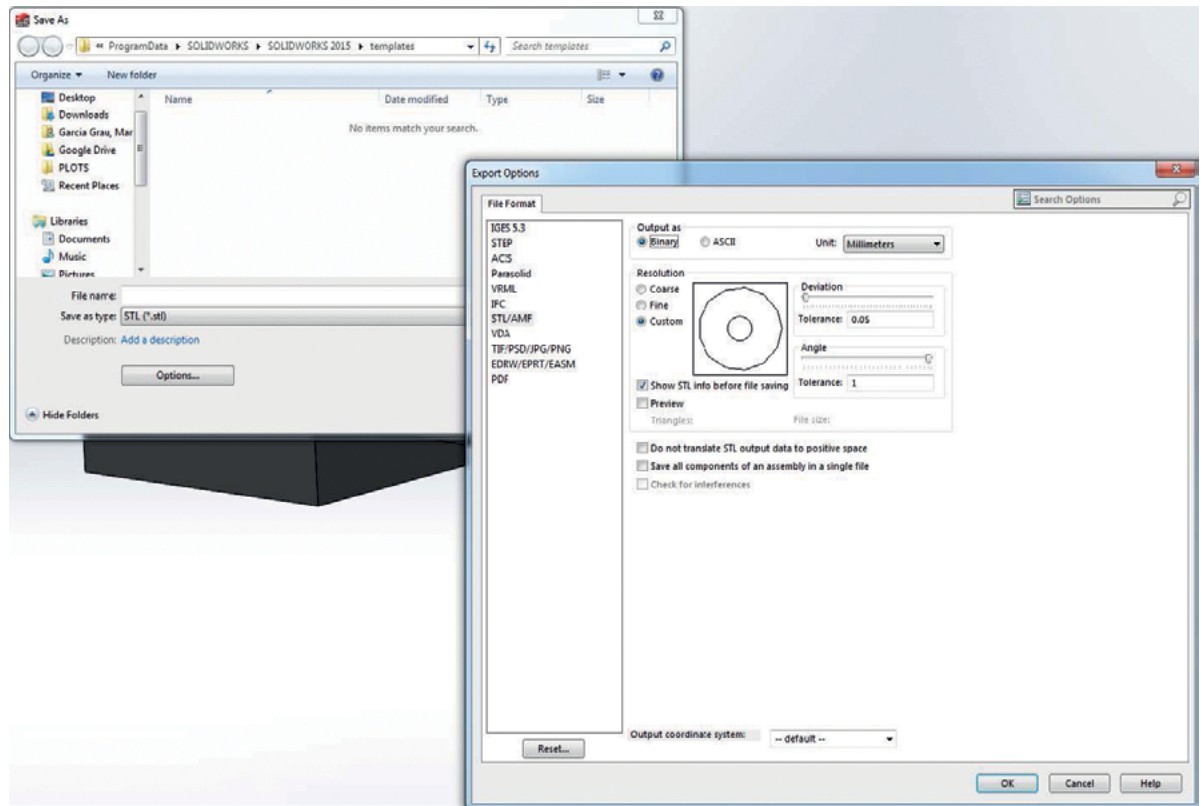 Save As
« ProgramData ▸ SOLIDWORKS ▸ SOLIDWORKS 2015 ▸ templates
Search templates
Organize
New folder
Name
Date modified
Type
Size
Desktop
Downloads
Garcia Grau, Mar
Google Drive
PLOTS
Recent Places
Libraries
Documents
Music
Pictures
No items match your search.
File name:
Save as type: STL (*.stl)
Description: Add a description
Options...
Hide Folders
Export Options
File Format
Search Options
IGES 5.3
STEP
ACIS
Parasolid
VRML
IFC
STL/AMF
VDA
TIF/PSD/JPG/PNG
EDRW/EPRT/EASM
PDF
Reset...
Output as
Binary
ASCII
Unit: Millimeters
Resolution
Coarse
Fine
Custom
Deviation
Tolerance: 0.05
Angle
Tolerance: 1
Show STL info before file saving
Preview
Triangles:
File size:
Do not translate STL output data to positive space
Save all components of an assembly in a single file
Check for interferences
Output coordinate system:
-- default --
OK
Cancel
Help